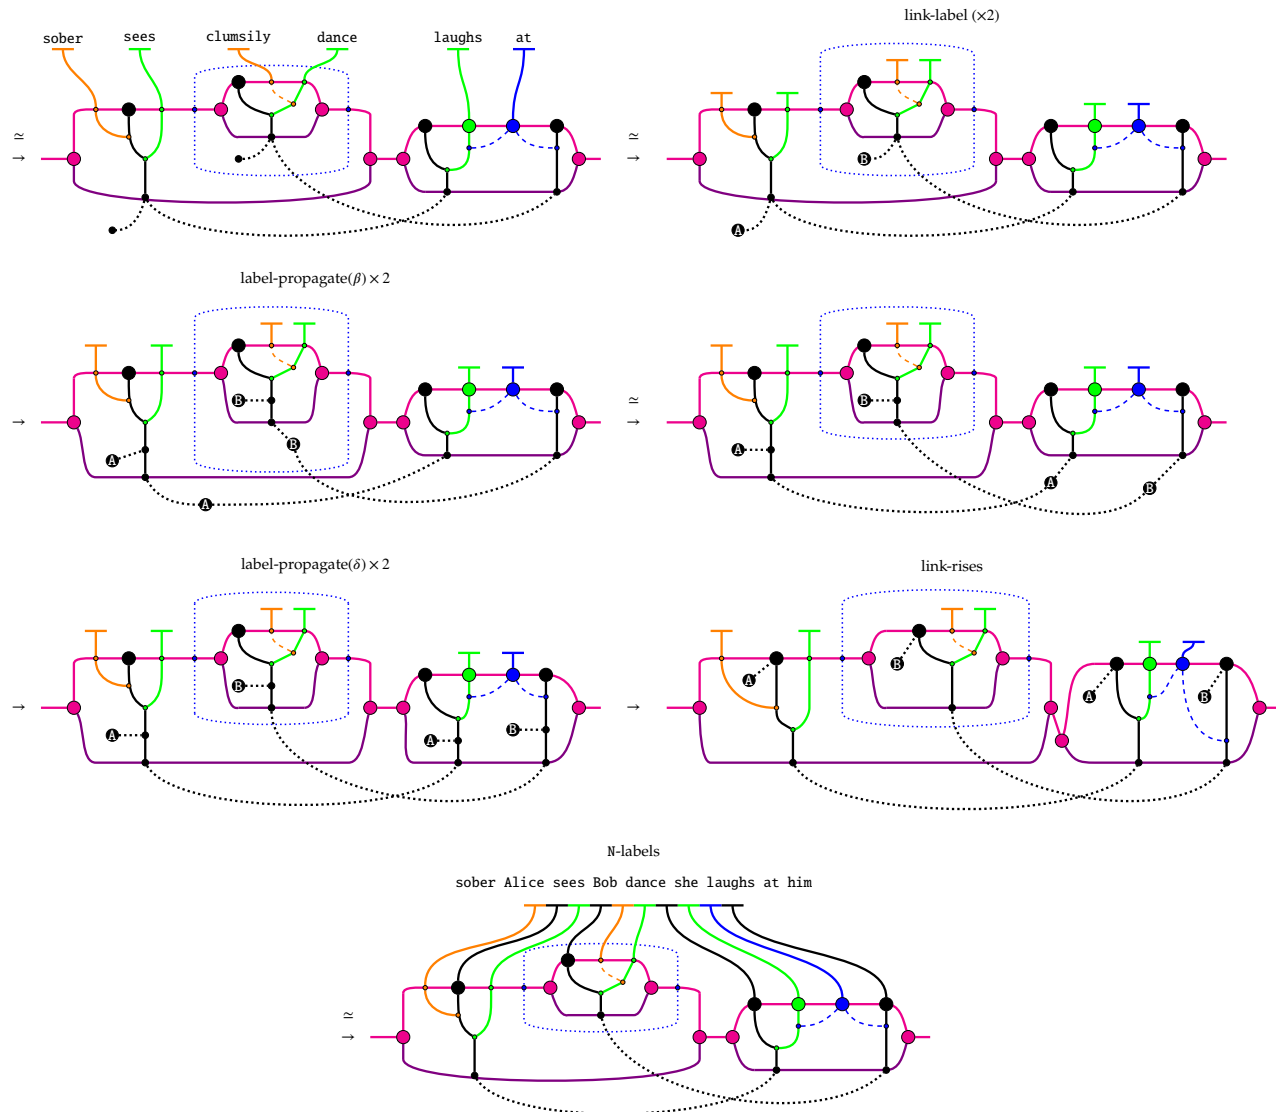 link-label (×2)
sober sees clumsily dance laughs at
≃
→
≃
→
B
A
label-propagate(β) × 2
→
B
B
A
A
≃
→
B
A
A
B
label-propagate(δ) × 2
link-rises
→
B
A
A
B
→
B
A
A
B
N-labels
sober Alice sees Bob dance she laughs at him
≃
→